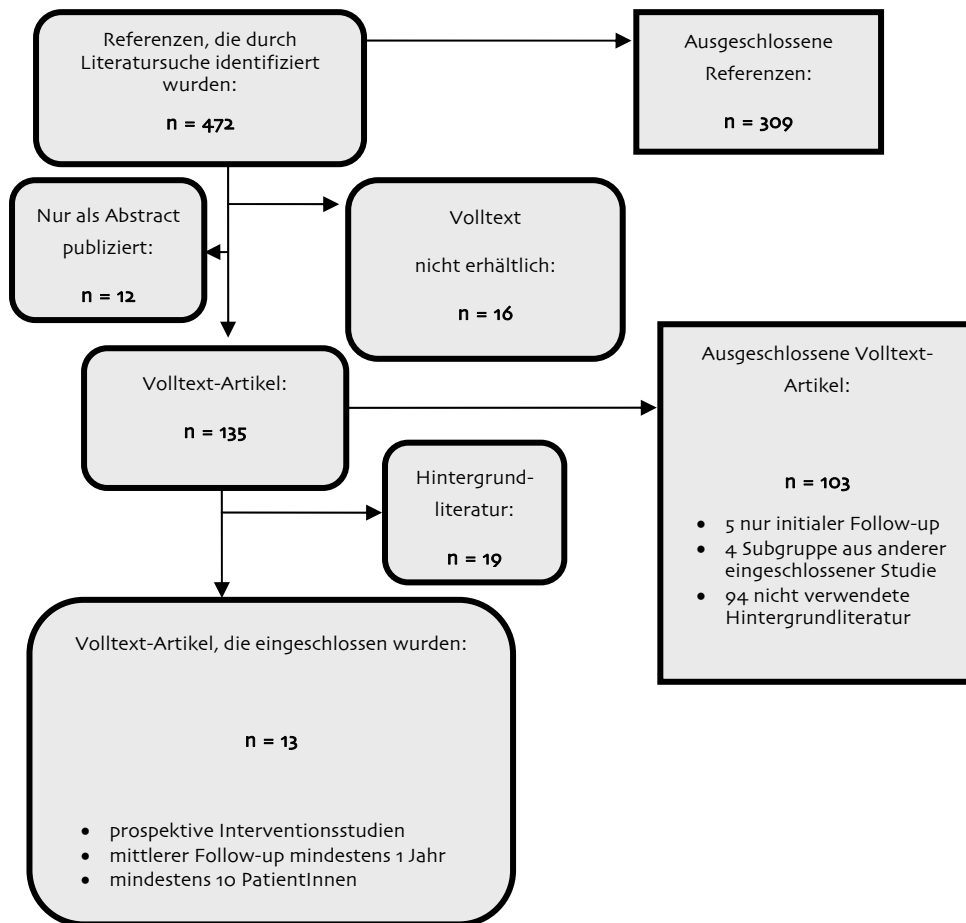 Referenzen, die durch
Literatursuche identifiziert
wurden:
n = 472
Ausgeschlossene
Referenzen:
n = 309
Nur als Abstract
publiziert:
n = 12
Volltext
nicht erhältlich:
n = 16
Volltext-Artikel:
n = 135
Ausgeschlossene Volltext-
Artikel:
n = 103
• 5 nur initialer Follow-up
• 4 Subgruppe aus anderer
eingeschlossener Studie
• 94 nicht verwendete
Hintergrundliteratur
Hintergrund-
literatur:
n = 19
Volltext-Artikel, die eingeschlossen wurden:
n = 13
• prospektive Interventionsstudien
• mittlerer Follow-up mindestens 1 Jahr
• mindestens 10 PatientInnen